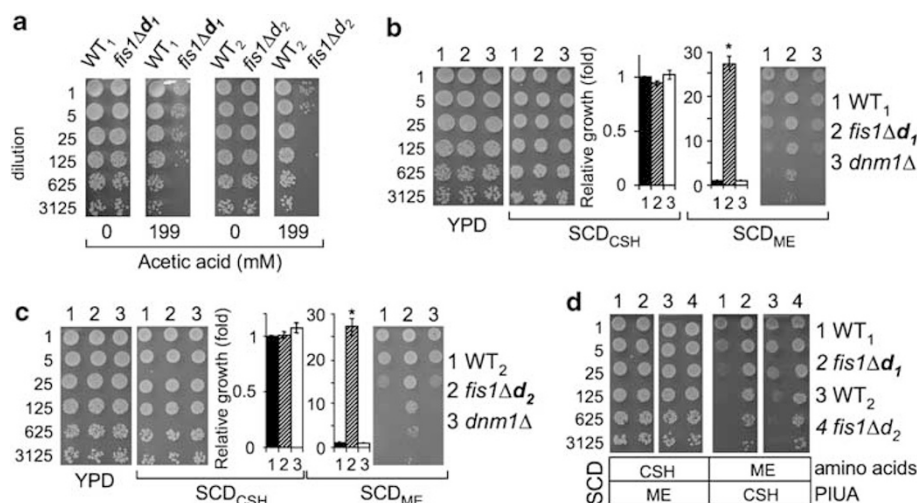 a
WT1 fis1Δd1 WT1 fis1Δd1 WT2 fis1Δd2 WT2 fis1Δd2
dilution
1
5
25
125
625
3125
0 199 0 199
Acetic acid (mM)
b
1 2 3 1 2 3 1 2 3
1
5
25
125
625
3125
Relative growth (fold)
1
0.5
0
1 2 3
30
20
10
0
*
1 2 3
1 WT1
2 fis1Δd1
3 dnm1Δ
YPD SCDCSH SCDME
c
1 2 3 1 2 3 1 2 3
1
5
25
125
625
3125
Relative growth (fold)
1
0.5
0
1 2 3
30
20
10
0
*
1 2 3
1 WT2
2 fis1Δd2
3 dnm1Δ
YPD SCDCSH SCDME
d
1 2 3 4 1 2 3 4
1
5
25
125
625
3125
1 WT1
2 fis1Δd1
3 WT2
4 fis1Δd2
SCD
CSH ME amino acids
ME CSH PIUA